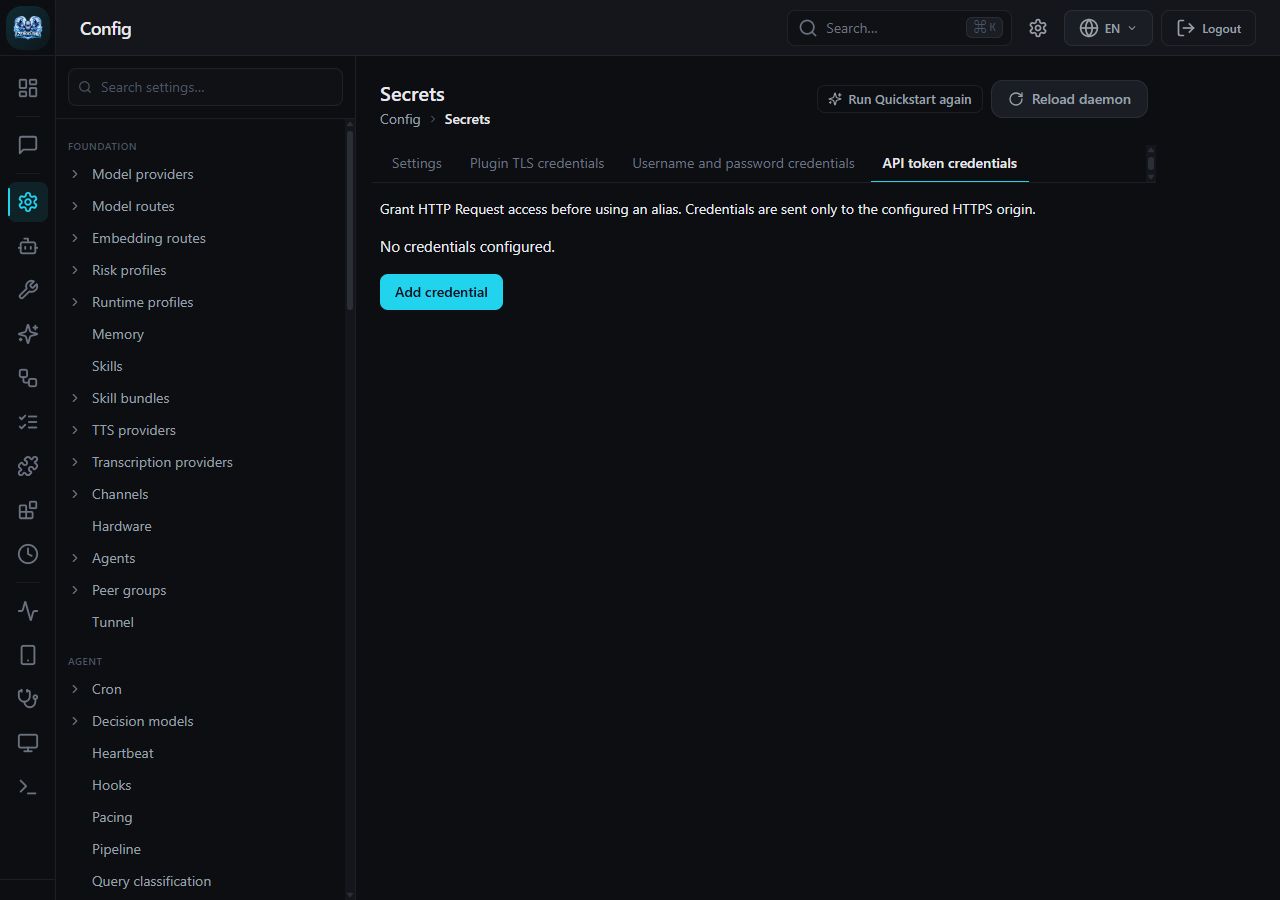 Config
Search...
⌘K
EN
Logout
Search settings...
FOUNDATION
Model providers
Model routes
Embedding routes
Risk profiles
Runtime profiles
Memory
Skills
Skill bundles
TTS providers
Transcription providers
Channels
Hardware
Agents
Peer groups
Tunnel
AGENT
Cron
Decision models
Heartbeat
Hooks
Pacing
Pipeline
Query classification
Secrets
Config > Secrets
Run Quickstart again
Reload daemon
Settings
Plugin TLS credentials
Username and password credentials
API token credentials
Grant HTTP Request access before using an alias. Credentials are sent only to the configured HTTPS origin.
No credentials configured.
Add credential